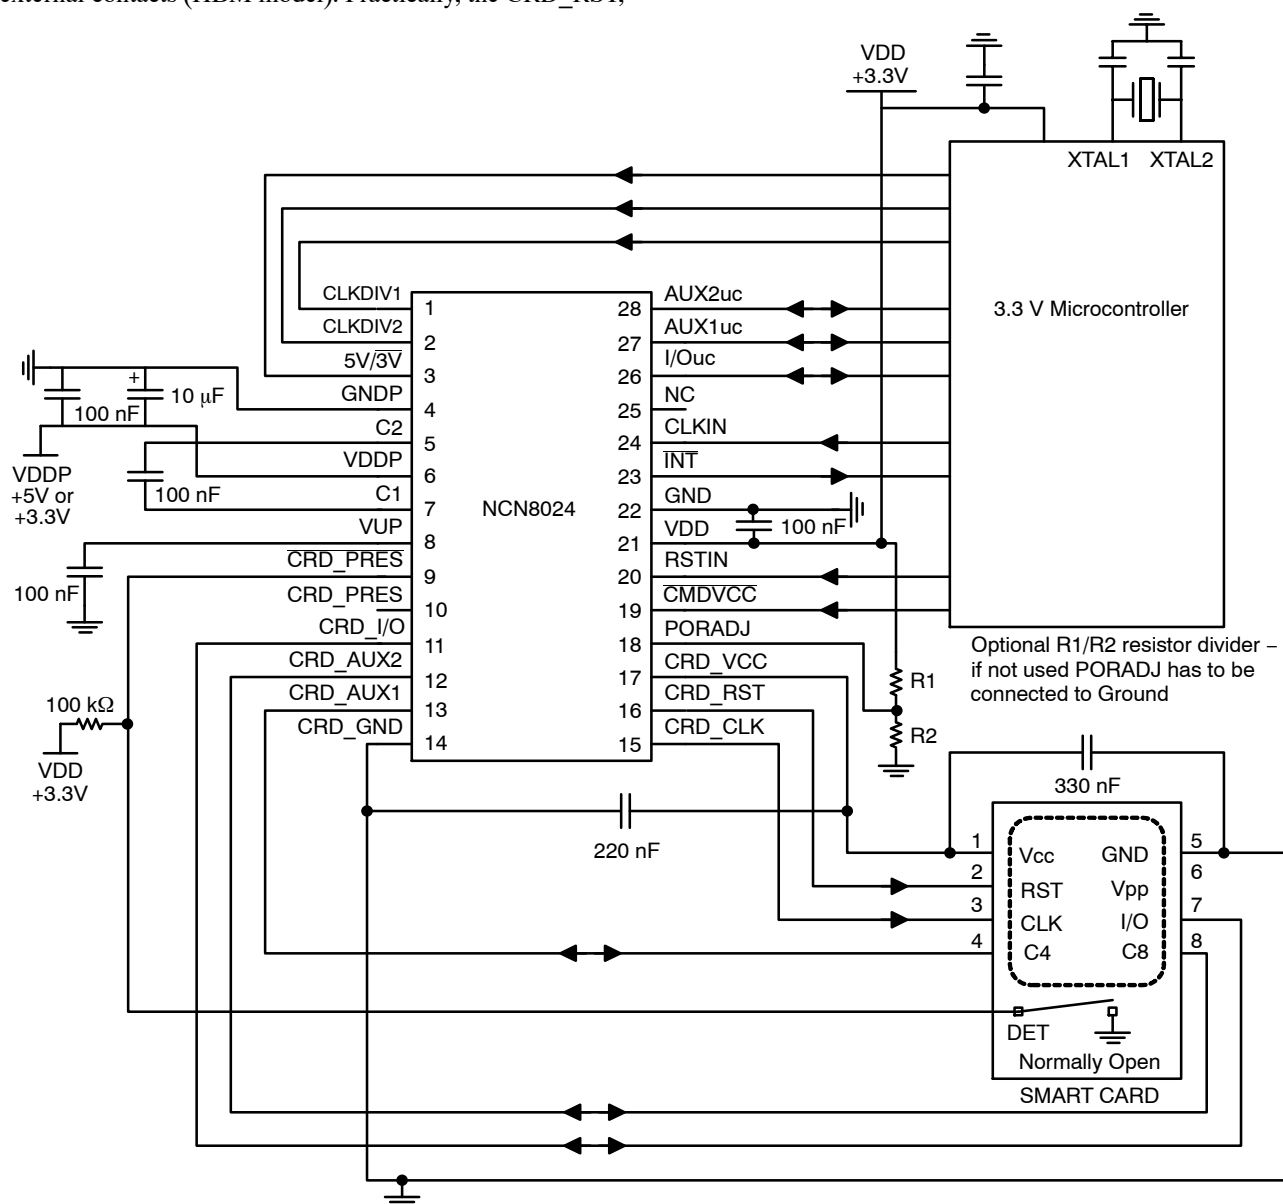 external contacts (HBM model). Practically, the CRD_RST,
VDD
+3.3V
XTAL1 XTAL2
3.3 V Microcontroller
CLKDIV1
CLKDIV2
5V/3V
GNDP
C2
VDDP
C1
VUP
CRD_PRES
CRD_PRES
CRD_I/O
CRD_AUX2
CRD_AUX1
CRD_GND
1
2
3
4
5
6
7
8
9
10
11
12
13
14
NCN8024
28
27
26
25
24
23
22
21
20
19
18
17
16
15
AUX2uc
AUX1uc
I/Ouc
NC
CLKIN
INT
GND
VDD
RSTIN
CMDVCC
PORADJ
CRD_VCC
CRD_RST
CRD_CLK
+
10 μF
100 nF
VDDP
+5V or
+3.3V
100 nF
100 nF
100 kΩ
VDD
+3.3V
100 nF
R1
R2
Optional R1/R2 resistor divider –
if not used PORADJ has to be
connected to Ground
220 nF
330 nF
1
2
3
4
Vcc
RST
CLK
C4
GND
Vpp
I/O
C8
5
6
7
8
DET
Normally Open
SMART CARD